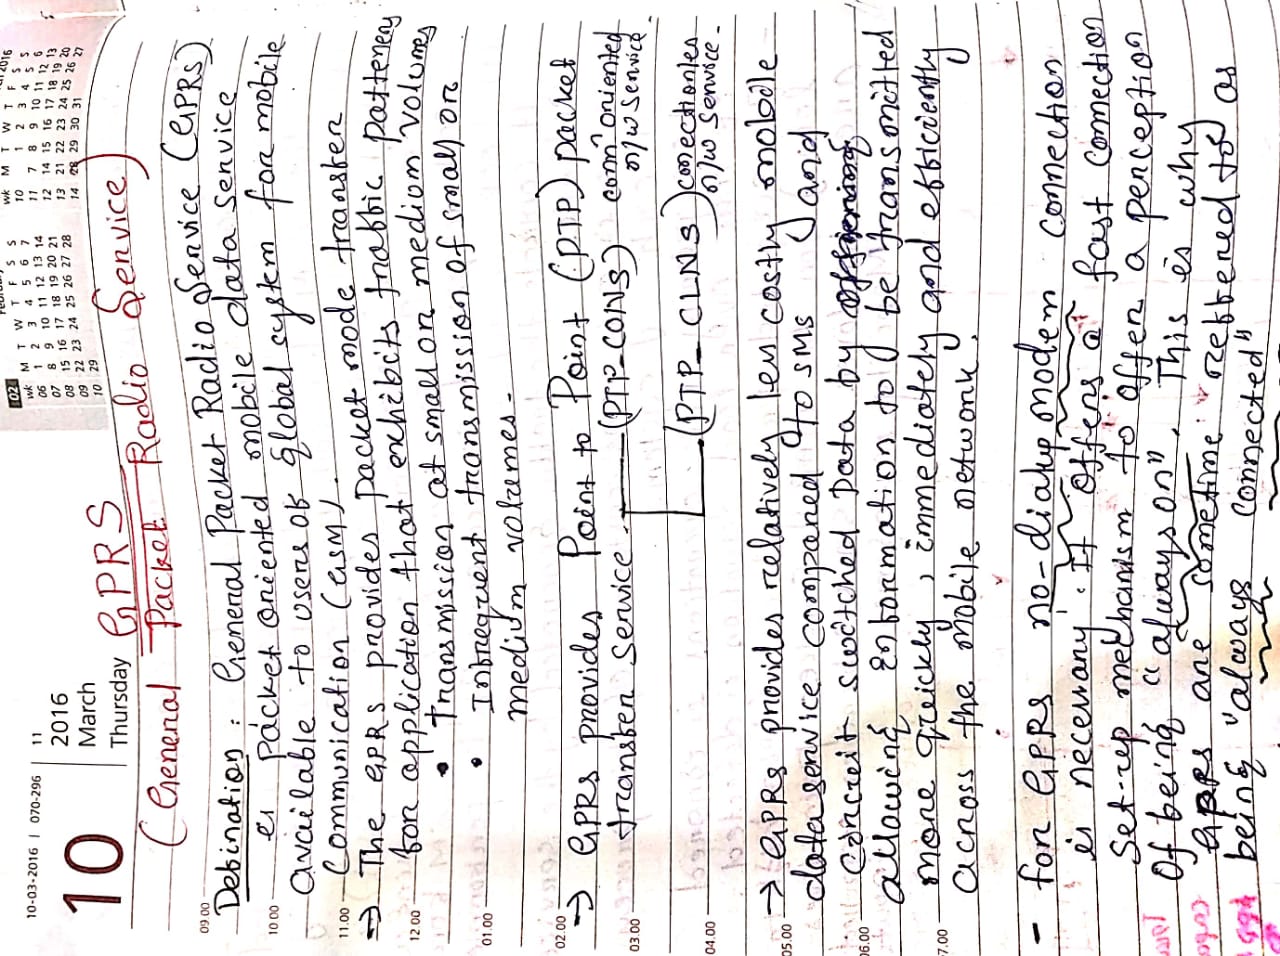 10-03-2016 | 070-296 | 11
10
2016
March
Thursday
02
wk M T W T F S S
06 1 2 3 4 5 6 7
07 8 9 10 11 12 13 14
08 15 16 17 18 19 20 21
09 22 23 24 25 26 27 28
10 29
2016
wk M T W T F S S
10 1 2 3 4 5 6
11 7 8 9 10 11 12 13
12 14 15 16 17 18 19 20
13 21 22 23 24 25 26 27
14 28 29 30 31
GPRS
(General Packet Radio Service)
09.00
Defination : General Packet Radio Service (GPRS)
is packet oriented mobile data service
10.00
available to users of global system for mobile
Communication (GSM).
11.00
→ The GPRS provides packet mode transfer
for application that exhibits traffic patterns
12.00
• transmission of small or medium volumes
• Infrequent transmission of small or
01.00
medium volumes.
02.00
→ GPRS provides Point to Point (PTP) packet
transfer service. (PTP-CONS) comnⁿ oriented
n/w Service.
03.00
(PTP- CLNS) conectionles
n/w Service.
04.00
→ GPRS provides relatively less costly mobile
05.00
data service compared to SMS and
Circuit switched Data by
06.00
allowing information to be transmitted
more quickly, immediately and efficiently
7.00
across the mobile network.
- for GPRS no-dialup modem connection
is necessary. It offers a fast connection
set-up mechanism to offer a perception
Of being "always on". This is why
GPRS are sometime reffered to as
being "always connected"